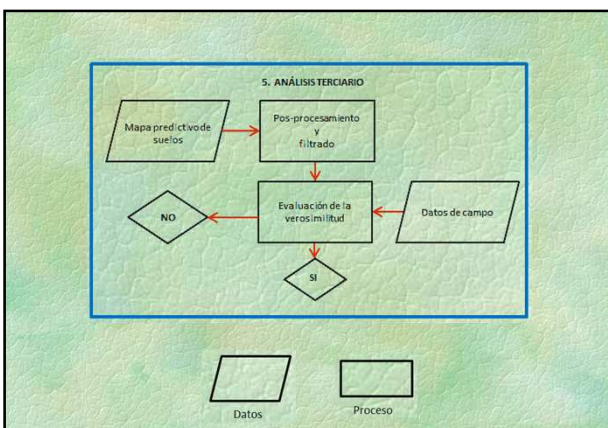 5. ANÁLISIS TERCIARIO
Mapa predictivo de
suelos
Pos-procesamiento
y
filtrado
NO
Evaluación de la
verosimilitud
Datos de campo
SI
Datos
Proceso